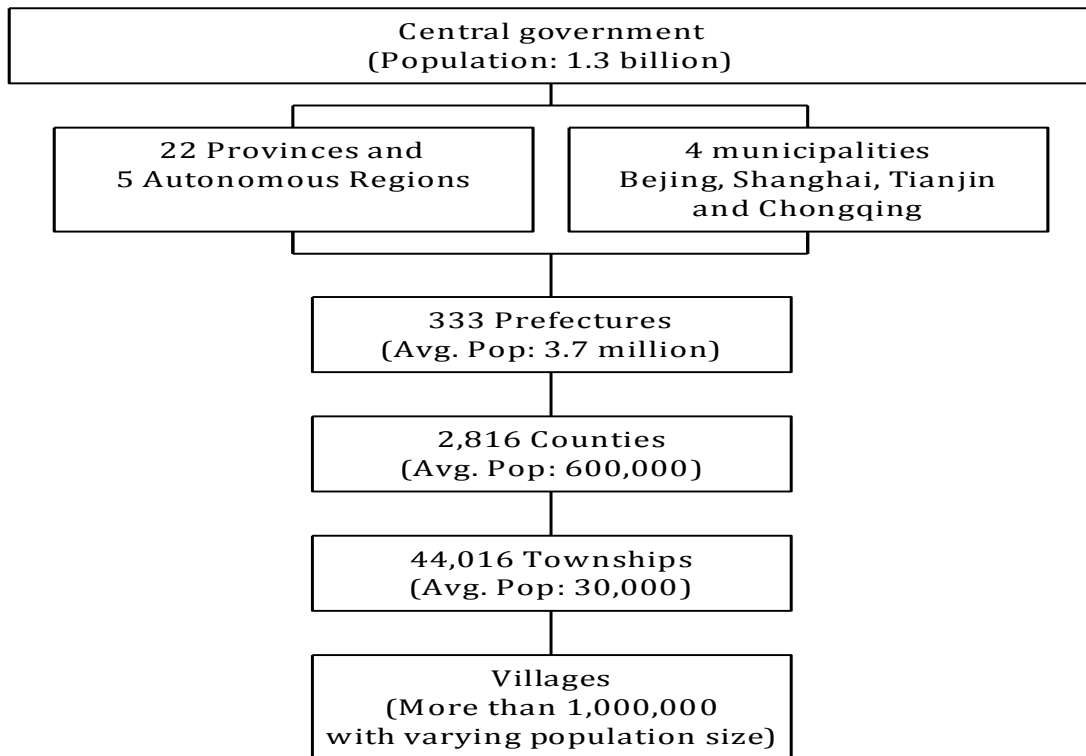 Central government
(Population: 1.3 billion)
22 Provinces and
5 Autonomous Regions
4 municipalities
Bejing, Shanghai, Tianjin
and Chongqing
333 Prefectures
(Avg. Pop: 3.7 million)
2,816 Counties
(Avg. Pop: 600,000)
44,016 Townships
(Avg. Pop: 30,000)
Villages
(More than 1,000,000
with varying population size)